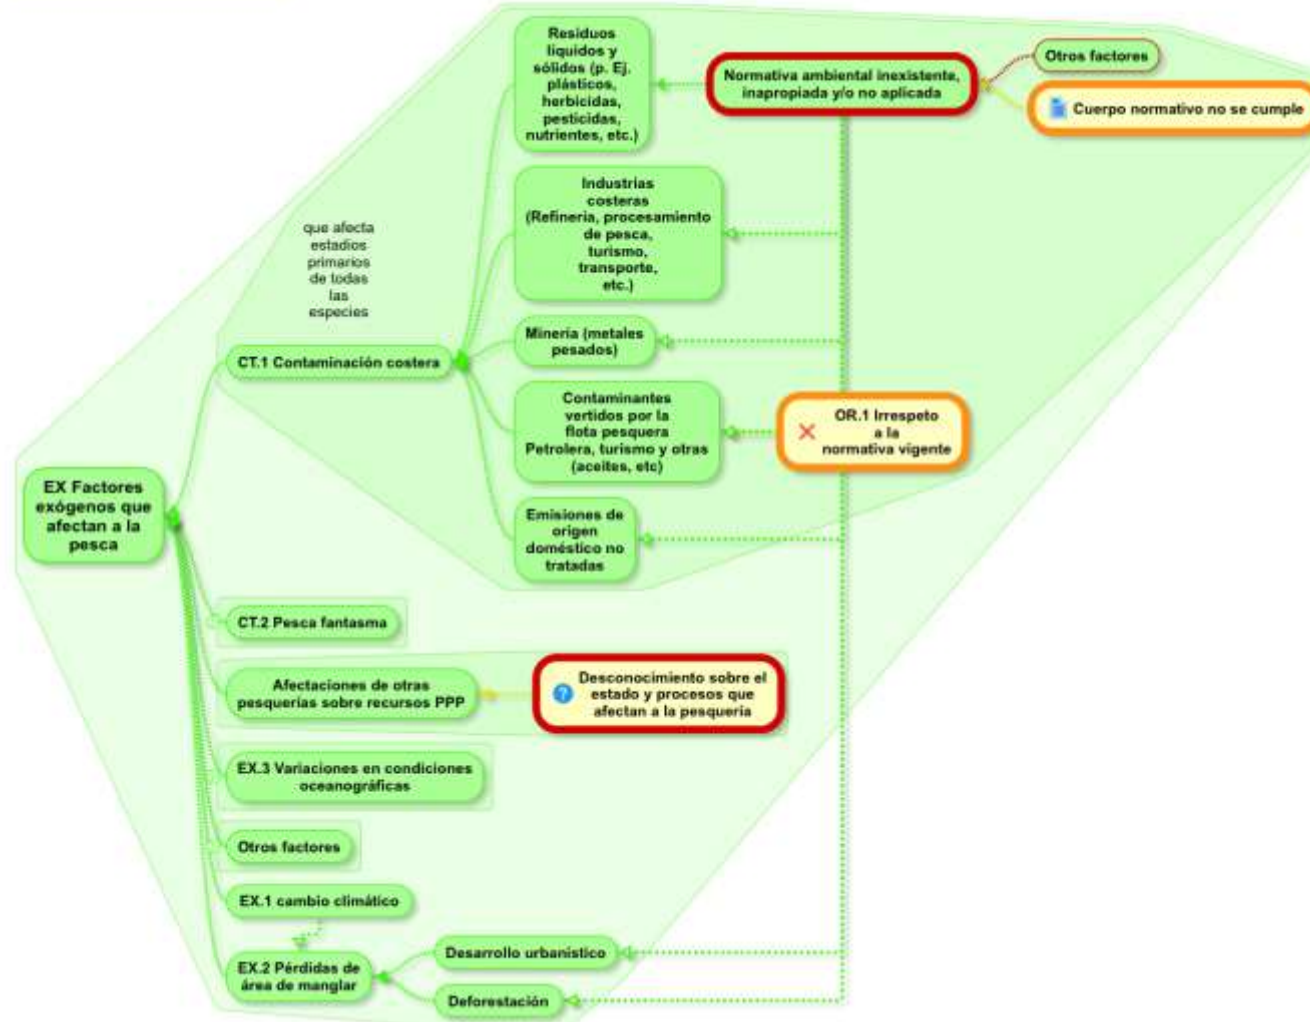 Residuos
líquidos y
sólidos (p. Ej.
plásticos,
herbicidas,
pesticidas,
nutrientes, etc.)
Normativa ambiental inexistente,
inapropiada y/o no aplicada
Otros factores
Cuerpo normativo no se cumple
Industrias
costeras
(Refinería, procesamiento
de pesca,
turismo,
transporte,
etc.)
que afecta
estadios
primarios
de todas
las
especies
Minería (metales
pesados)
CT.1 Contaminación costera
Contaminantes
vertidos por la
flota pesquera
Petrolera, turismo y otras
(aceites, etc)
OR.1 Irrespeto
a la
normativa vigente
EX Factores
exógenos que
afectan a la
pesca
Emisiones de
origen
doméstico no
tratadas
CT.2 Pesca fantasma
Afectaciones de otras
pesquerías sobre recursos PPP
Desconocimiento sobre el
estado y procesos que
afectan a la pesquería
EX.3 Variaciones en condiciones
oceanográficas
Otros factores
EX.1 cambio climático
EX.2 Pérdidas de
área de manglar
Desarrollo urbanístico
Deforestación